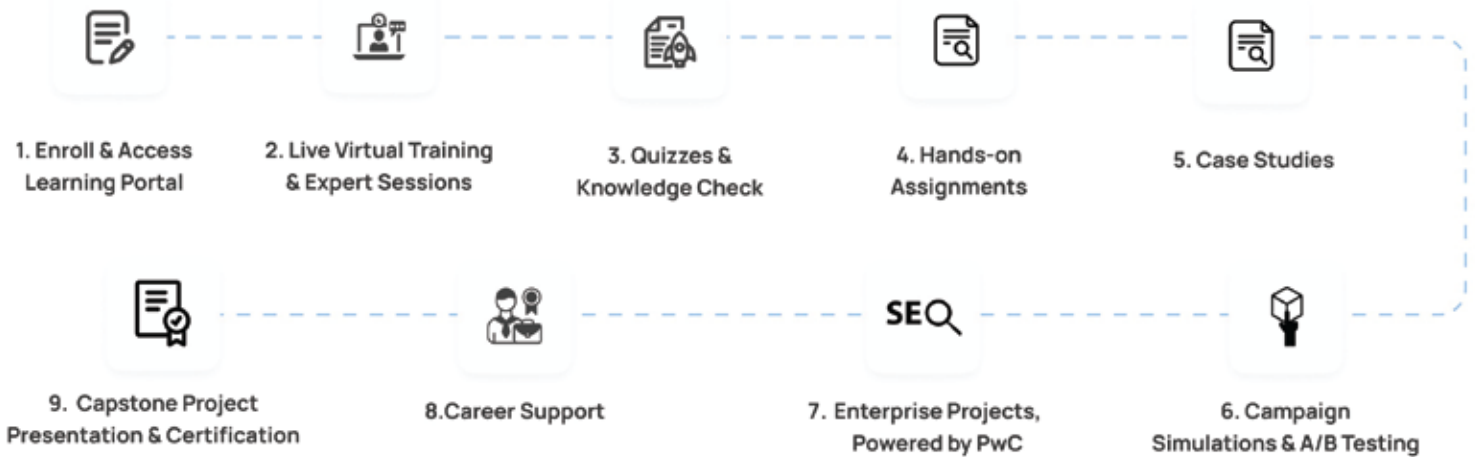 1. Enroll & Access
Learning Portal
2. Live Virtual Training
& Expert Sessions
3. Quizzes &
Knowledge Check
4. Hands-on
Assignments
5. Case Studies
SEO
6. Campaign
Simulations & A/B Testing
7. Enterprise Projects,
Powered by PwC
8.Career Support
9. Capstone Project
Presentation & Certification